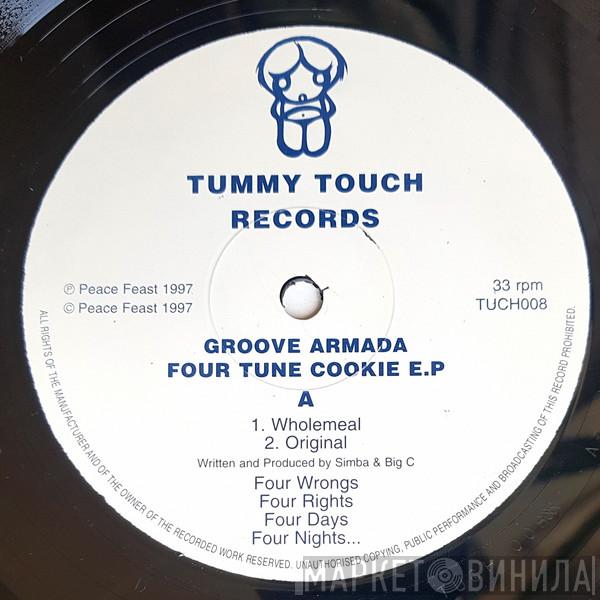 TUMMY TOUCH
RECORDS
℗ Peace Feast 1997
© Peace Feast 1997
33 rpm
TUCH008
GROOVE ARMADA
FOUR TUNE COOKIE E.P
A
1. Wholemeal
2. Original
Written and Produced by Simba & Big C
Four Wrongs
Four Rights
Four Days
Four Nights...
ALL RIGHTS OF THE MANUFACTURER AND OF THE OWNER OF THE RECORDED WORK RESERVED. UNAUTHORISED COPYING, PUBLIC PERFORMANCE AND BROADCASTING OF THIS RECORD PROHIBITED.
МАРКЕТ ВИНИЛА